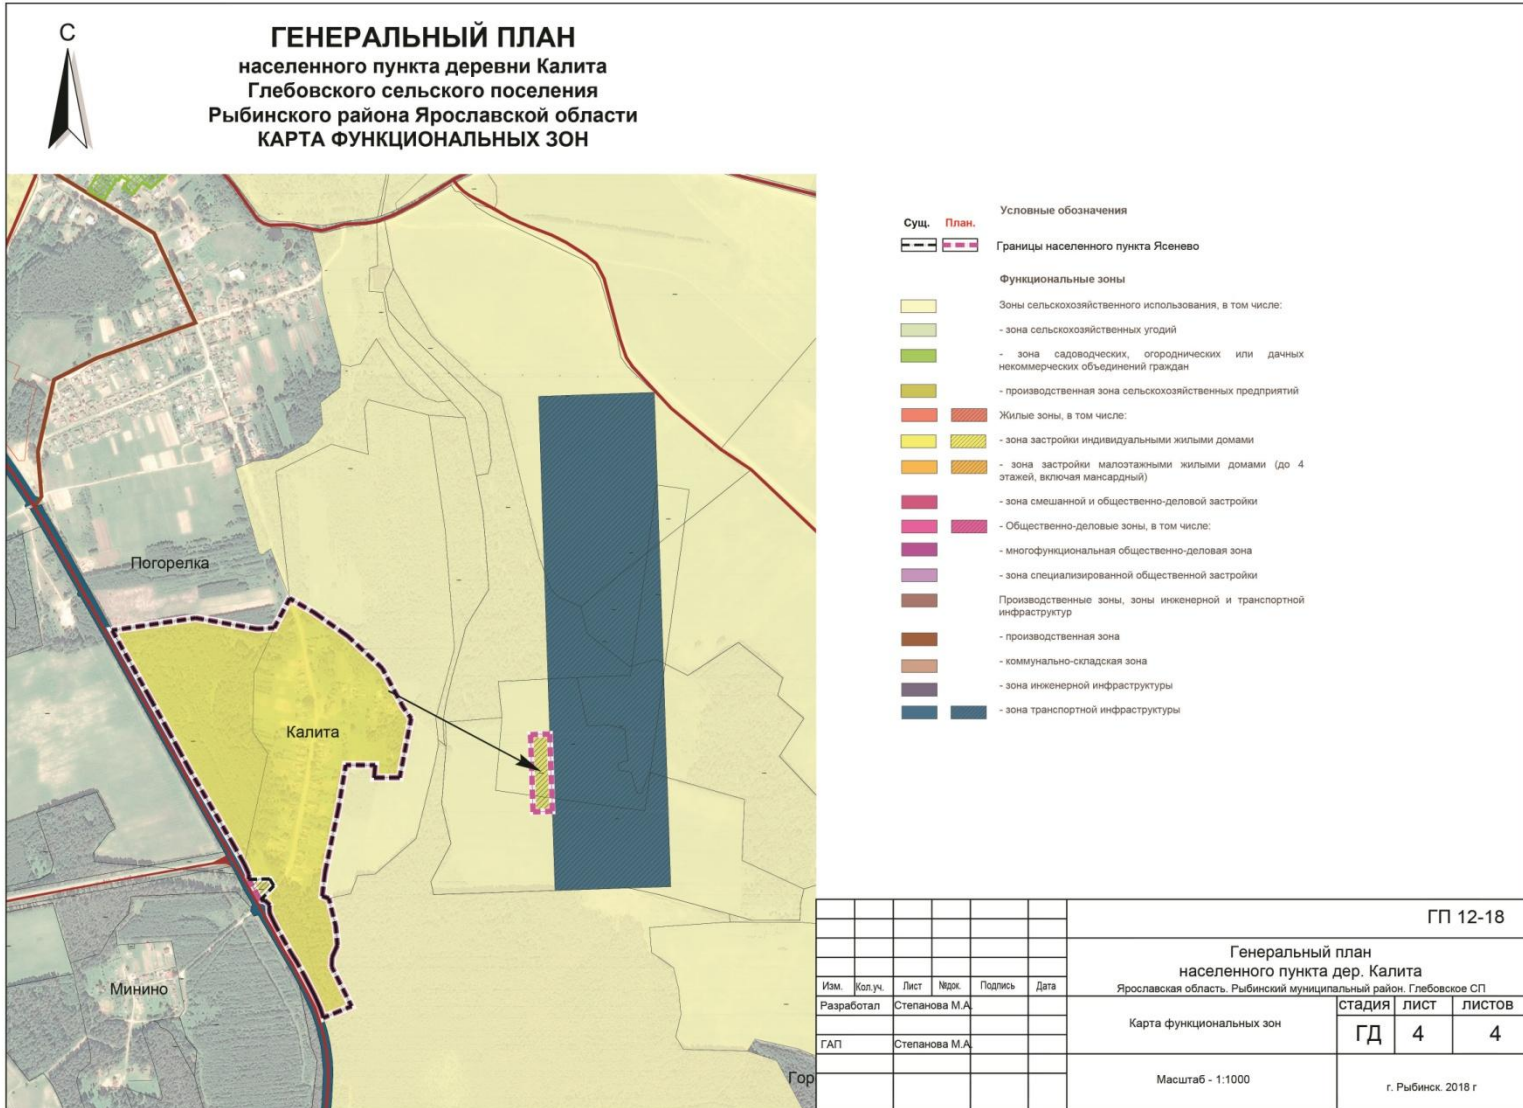 С
ГЕНЕРАЛЬНЫЙ ПЛАН
населенного пункта деревни Калита
Глебовского сельского поселения
Рыбинского района Ярославской области
КАРТА ФУНКЦИОНАЛЬНЫХ ЗОН
Погорелка
Калита
Минино
Гор
Условные обозначения
Сущ. План.
Границы населенного пункта Ясенево
Функциональные зоны
Зоны сельскохозяйственного использования, в том числе:
- зона сельскохозяйственных угодий
- зона садоводческих, огороднических или дачных
некоммерческих объединений граждан
- производственная зона сельскохозяйственных предприятий
Жилые зоны, в том числе:
- зона застройки индивидуальными жилыми домами
- зона застройки малоэтажными жилыми домами (до 4
этажей, включая мансардный)
- зона смешанной и общественно-деловой застройки
- Общественно-деловые зоны, в том числе:
- многофункциональная общественно-деловая зона
- зона специализированной общественной застройки
Производственные зоны, зоны инженерной и транспортной
инфраструктур
- производственная зона
- коммунально-складская зона
- зона инженерной инфраструктуры
- зона транспортной инфраструктуры
ГП 12-18
Генеральный план
населенного пункта дер. Калита
Ярославская область. Рыбинский муниципальный район. Глебовское СП
Изм. Кол.уч. Лист №док. Подпись Дата
Разработал Степанова М.А.
ГАП Степанова М.А.
Карта функциональных зон
стадия лист листов
ГД 4 4
Масштаб - 1:1000
г. Рыбинск. 2018 г